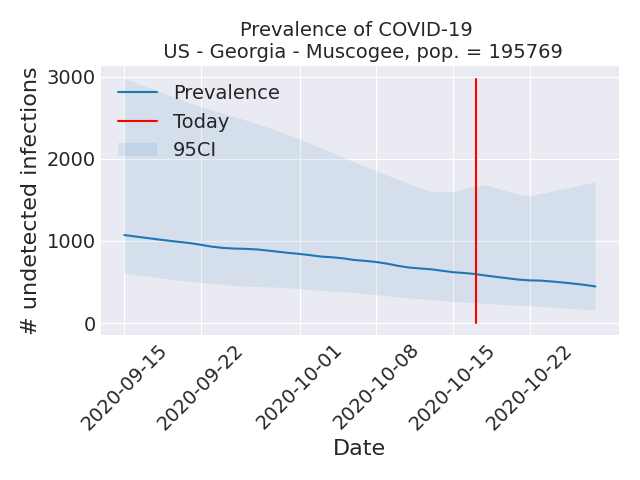 Prevalence of COVID-19
US - Georgia - Muscogee, pop. = 195769
# undetected infections
3000
2000
1000
0
Prevalence
Today
95CI
2020-09-15
2020-09-22
2020-10-01
2020-10-08
2020-10-15
2020-10-22
Date